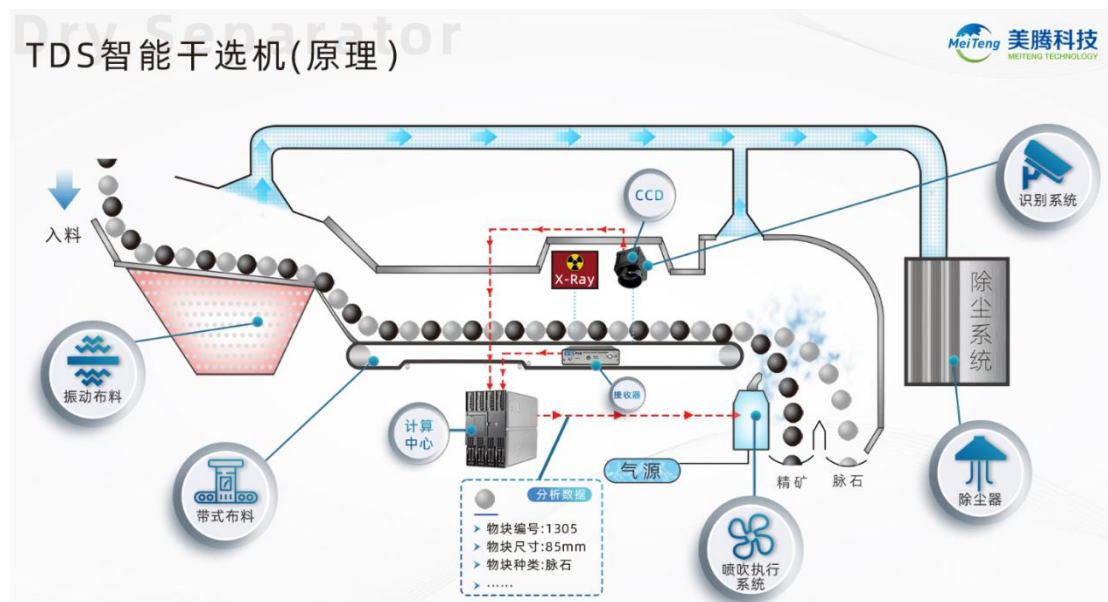 Dry Separator
TDS智能干选机(原理）
MeiTeng
美腾科技
MEITENG TECHNOLOGY
入料
CCD
X-Ray
识别系统
除尘系统
振动布料
接收器
计算
中心
气源
精矿
脉石
带式布料
分析数据
物块编号:1305
物块尺寸:85mm
物块种类:脉石
……
喷吹执行
系统
除尘器